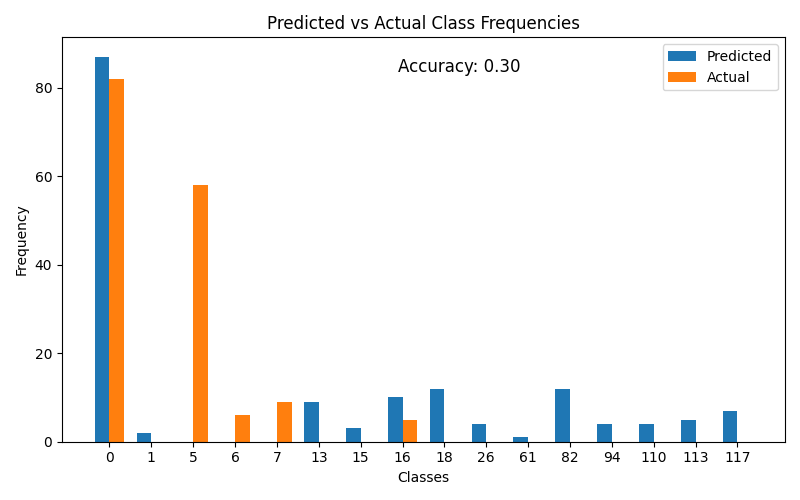 Predicted vs Actual Class Frequencies
Accuracy: 0.30
Predicted
Actual
Frequency
80
60
40
20
0
0 1 5 6 7 13 15 16 18 26 61 82 94 110 113 117
Classes